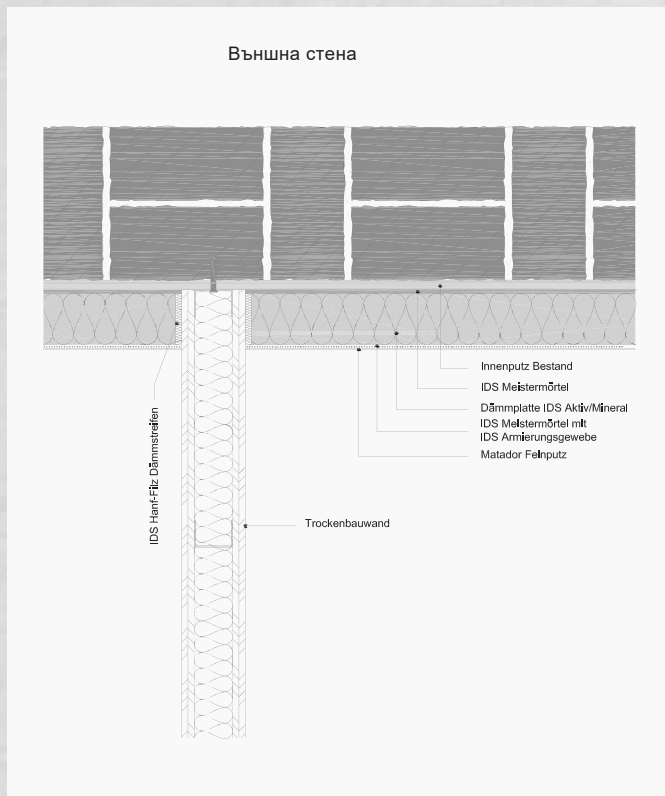 Външна стена
Innenputz Bestand
IDS Meistermörtel
Dämmplatte IDS Aktiv/Mineral
IDS Meistermörtel mit
IDS Armierungsgewebe
Matador Feinputz
IDS Hanf-Filz Dämmstreifen
Trockenbauwand